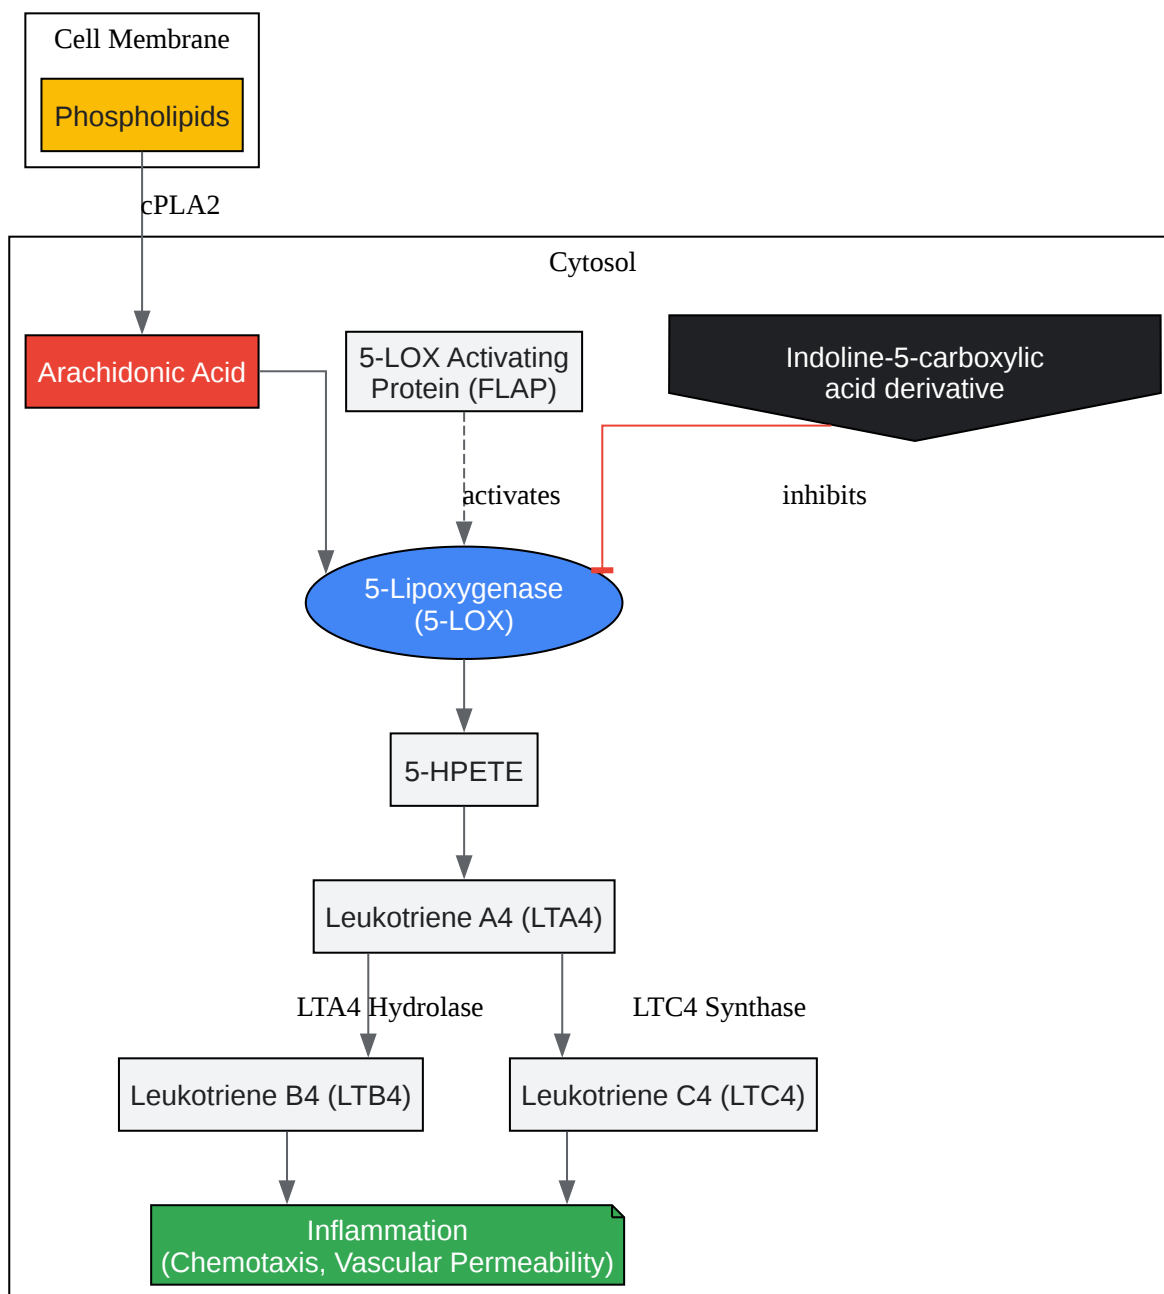 Cell Membrane
Phospholipids
cPLA2
Cytosol
Arachidonic Acid
5-LOX Activating
Protein (FLAP)
Indoline-5-carboxylic
acid derivative
activates
inhibits
5-Lipoxygenase
(5-LOX)
5-HPETE
Leukotriene A4 (LTA4)
LTA4 Hydrolase
LTC4 Synthase
Leukotriene B4 (LTB4)
Leukotriene C4 (LTC4)
Inflammation
(Chemotaxis, Vascular Permeability)